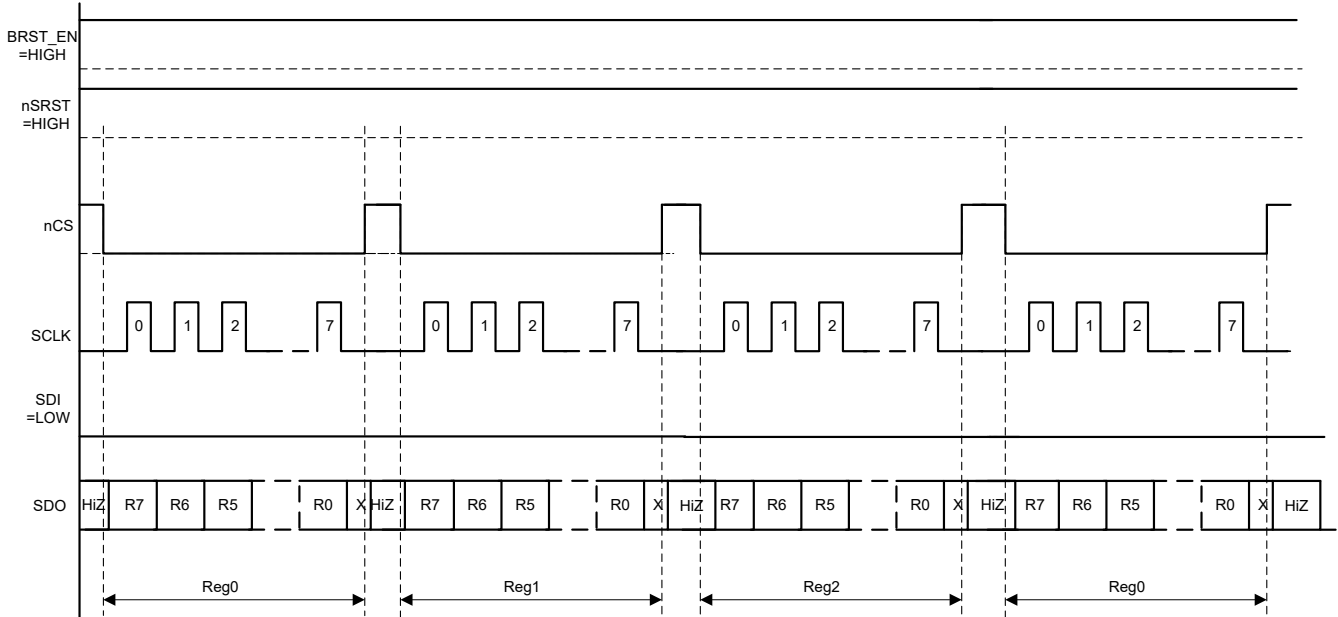 BRST_EN
=HIGH
nSRST
=HIGH
nCS
SCLK 0 1 2 7 0 1 2 7 0 1 2 7 0 1 2 7
SDI
=LOW
SDO HiZ R7 R6 R5 R0 X HiZ R7 R6 R5 R0 X HiZ R7 R6 R5 R0 X HiZ R7 R6 R5 R0 X HiZ
Reg0 Reg1 Reg2 Reg0